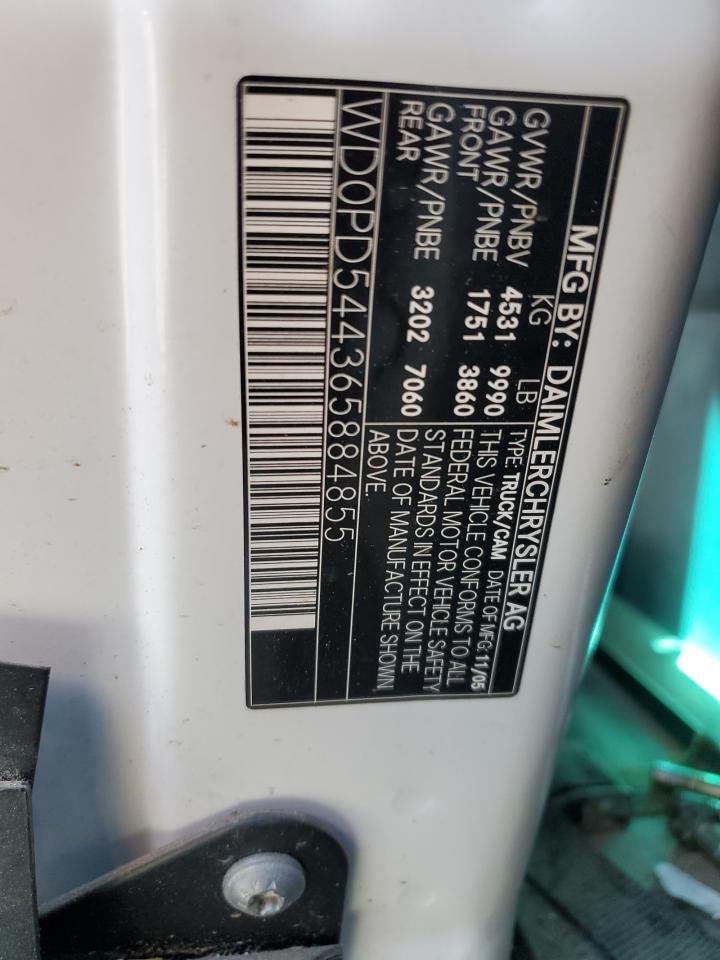 MFG BY: DAIMLERCHRYSLER AG
KG LB TYPE: TRUCK/CAM DATE OF MFG: 11/05
GVWR/PNBV 4531 9990 THIS VEHICLE CONFORMS TO ALL
GAWR/PNBE 1751 3860 FEDERAL MOTOR VEHICLE SAFETY
FRONT
GAWR/PNBE 3202 7060 STANDARDS IN EFFECT ON THE
REAR DATE OF MANUFACTURE SHOWN
ABOVE.
WD0PD544365884855